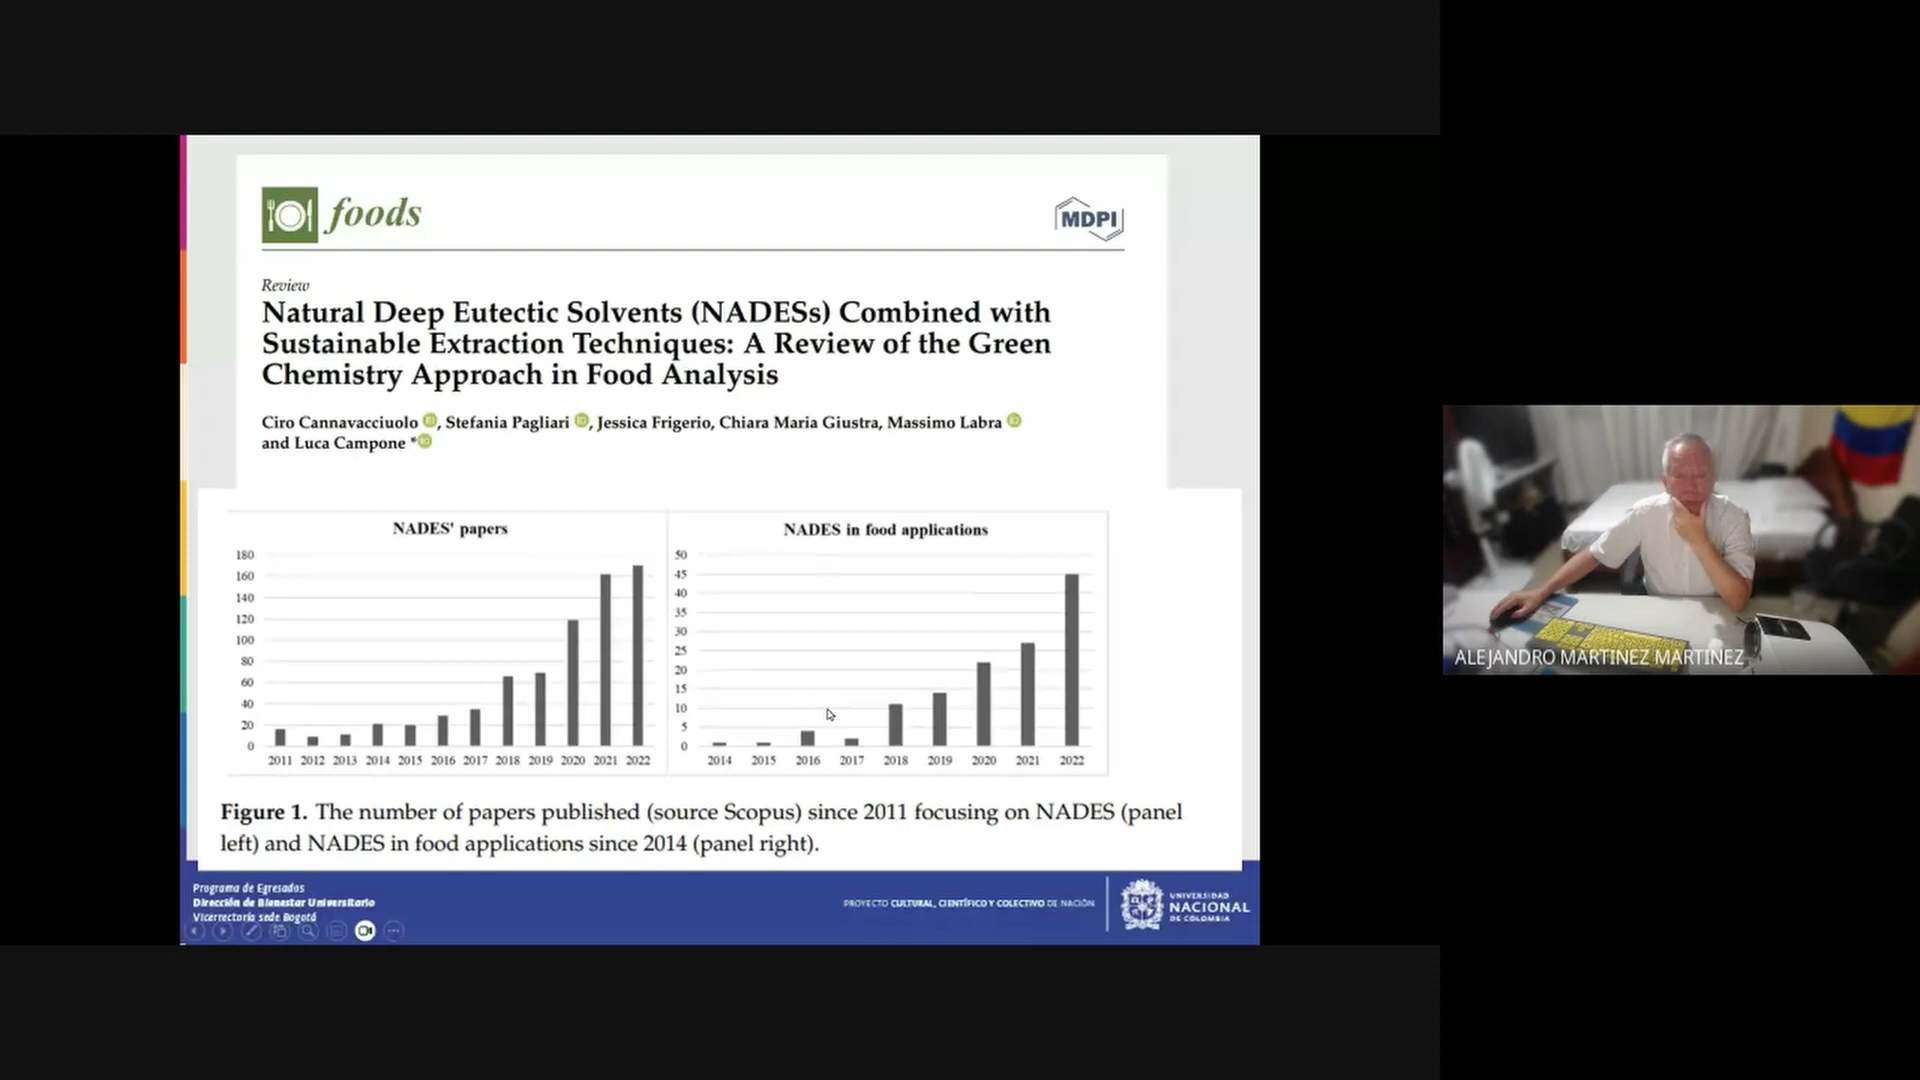 foods
MDPI
Review
Natural Deep Eutectic Solvents (NADESs) Combined with
Sustainable Extraction Techniques: A Review of the Green
Chemistry Approach in Food Analysis
Ciro Cannavacciuolo iD, Stefania Pagliari iD, Jessica Frigerio, Chiara Maria Giustra, Massimo Labra iD
and Luca Campone * iD
NADES' papers
180
160
140
120
100
80
60
40
20
0
2011 2012 2013 2014 2015 2016 2017 2018 2019 2020 2021 2022
NADES in food applications
50
45
40
35
30
25
20
15
10
5
0
2014 2015 2016 2017 2018 2019 2020 2021 2022
Figure 1. The number of papers published (source Scopus) since 2011 focusing on NADES (panel
left) and NADES in food applications since 2014 (panel right).
Programa de Egresados
Dirección de Bienestar Universitario
Vicerrectoría sede Bogotá
PROYECTO CULTURAL, CIENTÍFICO Y COLECTIVO DE NACIÓN
UNIVERSIDAD
NACIONAL
DE COLOMBIA
ALEJANDRO MARTINEZ MARTINEZ